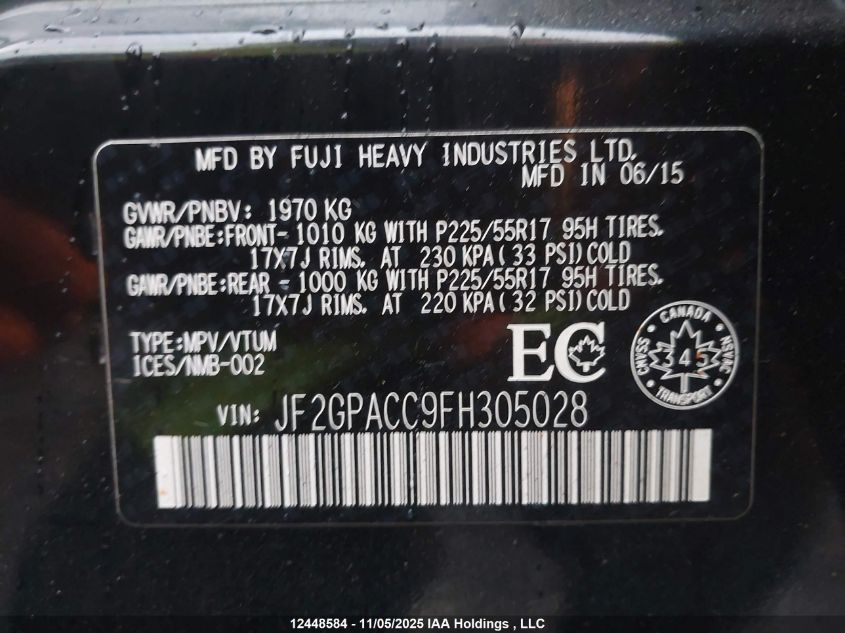 MFD BY FUJI HEAVY INDUSTRIES LTD.
MFD IN 06/15
GVWR/PNBV: 1970 KG
GAWR/PNBE:FRONT- 1010 KG WITH P225/55R17 95H TIRES.
17X7J RIMS. AT 230 KPA(33 PSI)COLD
GAWR/PNBE:REAR - 1000 KG WITH P225/55R17 95H TIRES.
17X7J RIMS. AT 220 KPA(32 PSI)COLD
TYPE:MPV/VTUM
ICES/NMB-002
EC
CANADA
CMVSS
345
NSVAC
TRANSPORT
VIN: JF2GPACC9FH305028
12448584 - 11/05/2025 IAA Holdings , LLC